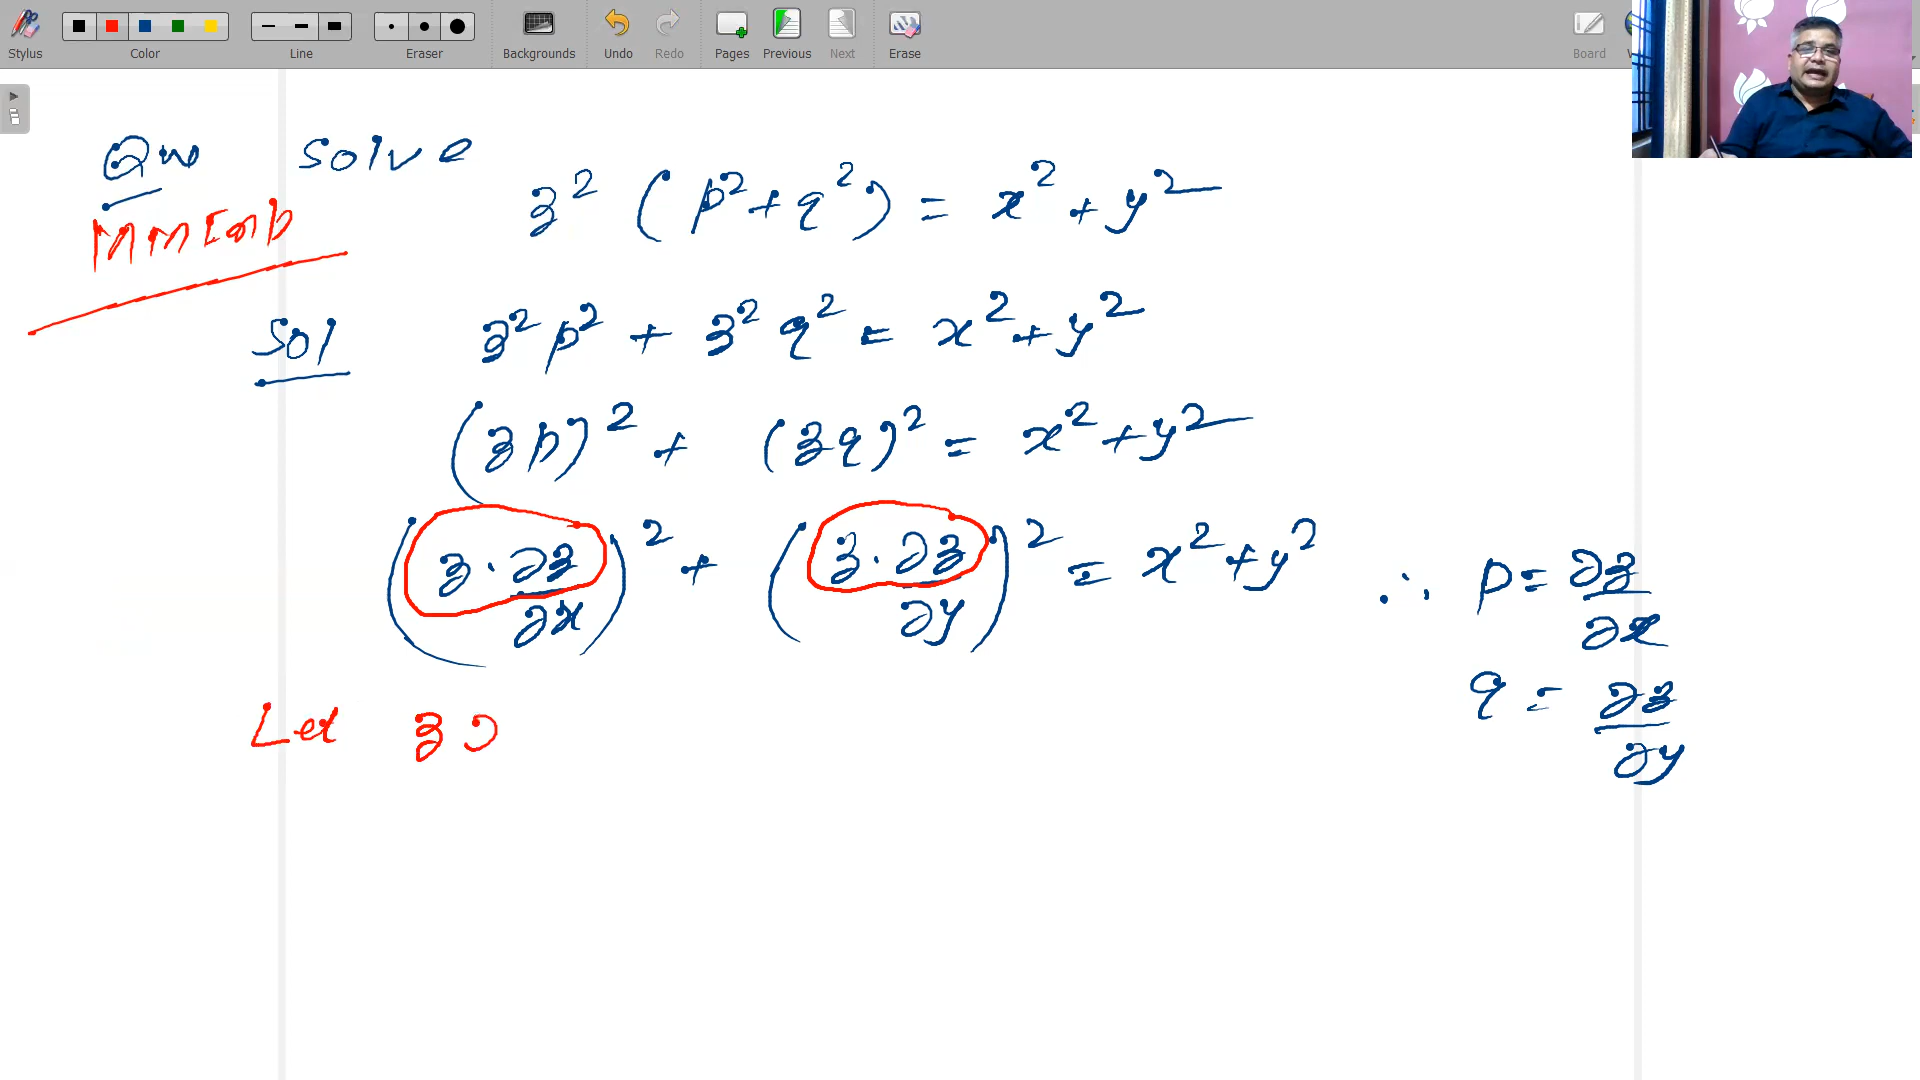 Stylus Color Line Eraser Backgrounds Undo Redo Pages Previous Next Erase Board
Solve
z² (p² + q²) = x² + y²
Sol z²p² + z²q² = x² + y²
(zp)² + (zq)² = x² + y²
(z · ∂z/∂x)² + (z · ∂z/∂y)² = x² + y² ∴ p = ∂z/∂x
q = ∂z/∂y
Let z